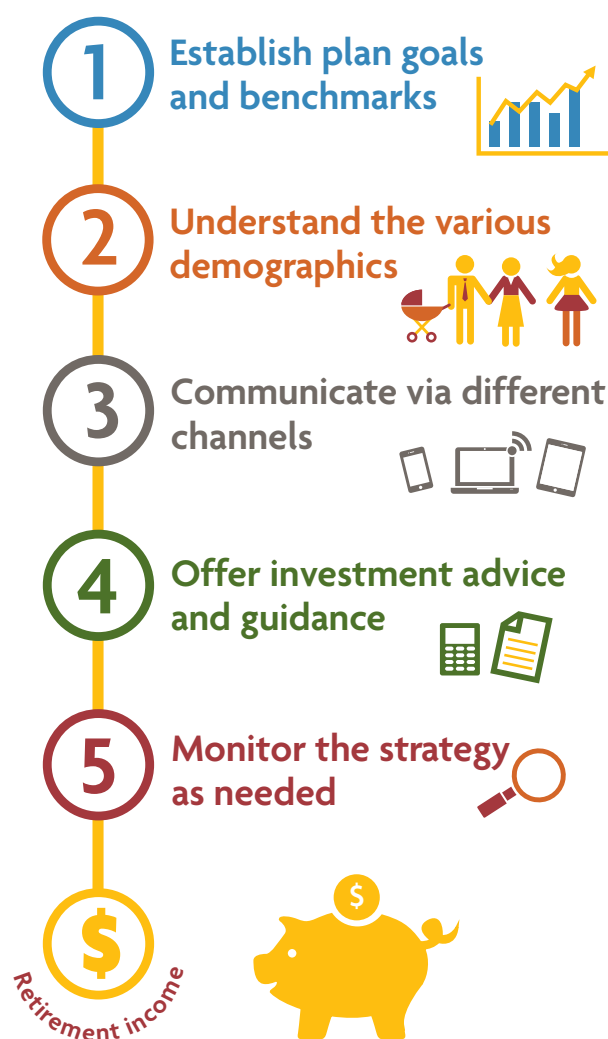 1
Establish plan goals
and benchmarks
2
Understand the various
demographics
3
Communicate via different
channels
4
Offer investment advice
and guidance
5
Monitor the strategy
as needed
$
$
Retirement income